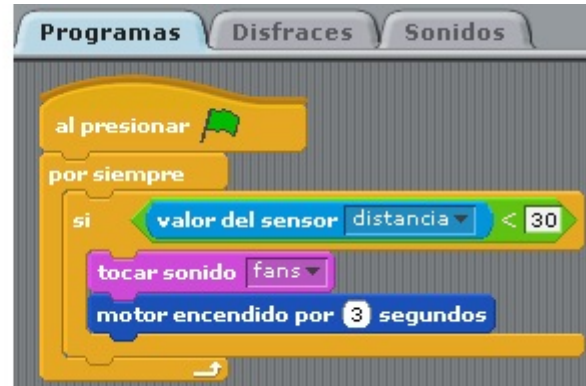 Programas Disfraces Sonidos
al presionar
por siempre
si valor del sensor distancia < 30
tocar sonido fans
motor encendido por 3 segundos